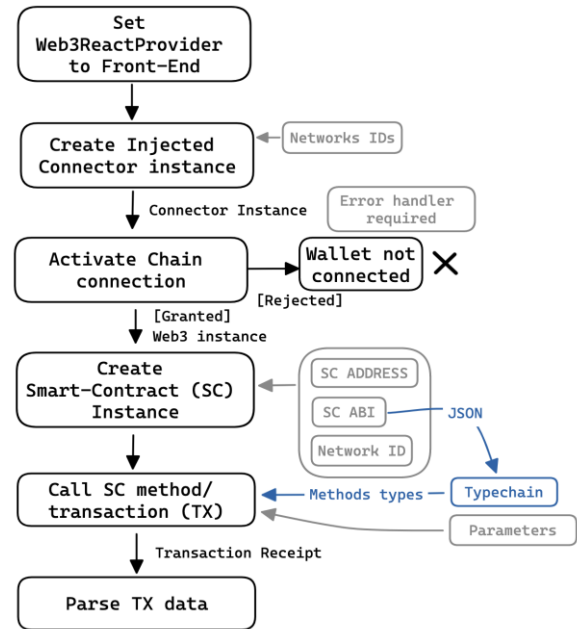 Set
Web3ReactProvider
to Front-End
Create Injected
Connector instance
Networks IDs
Connector Instance
Error handler
required
Activate Chain
connection
Wallet not
connected
[Rejected]
[Granted]
Web3 instance
Create
Smart-Contract (SC)
Instance
SC ADDRESS
SC ABI
JSON
Network ID
Call SC method/
transaction (TX)
Methods types
Typechain
Parameters
Transaction Receipt
Parse TX data